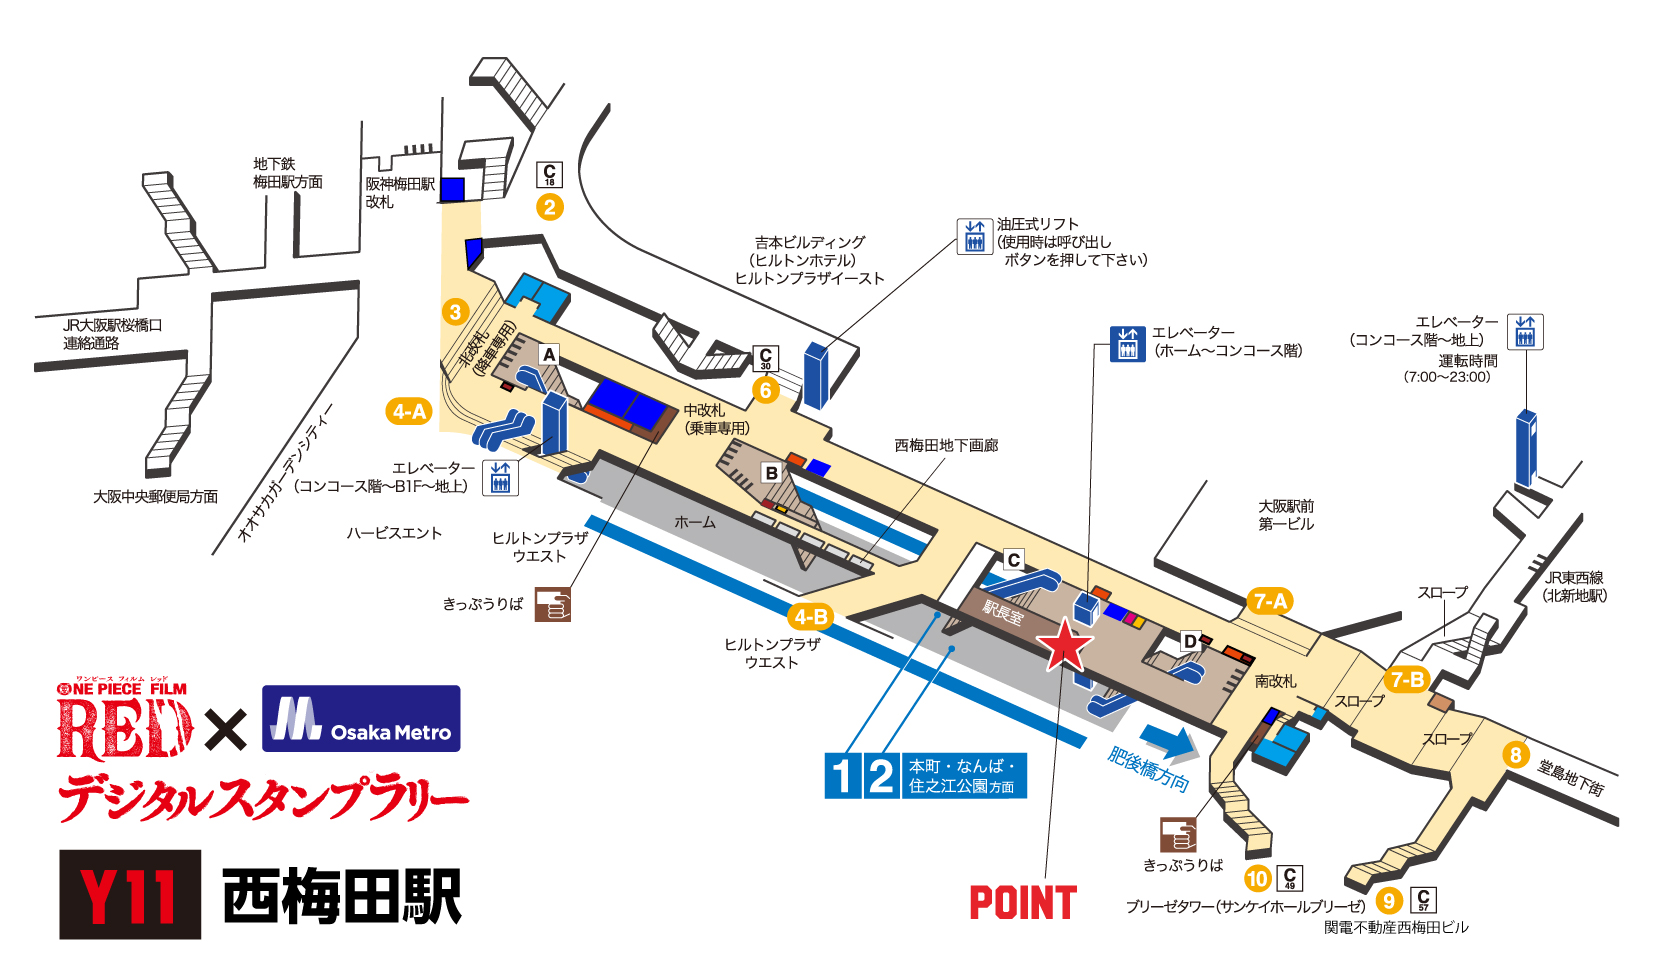 地下鉄
梅田駅方面
阪神梅田駅
改札
C
18
2
吉本ビルディング
(ヒルトンホテル)
ヒルトンプラザイースト
油圧式リフト
(使用時は呼び出し
ボタンを押して下さい)
JR大阪駅桜橋口
連絡通路
3
北改札
(降車専用)
A
C
30
6
エレベーター
(ホーム〜コンコース階)
エレベーター
(コンコース階〜地上)
運転時間
(7:00〜23:00)
4-A
中改札
(乗車専用)
オオサカガーデンシティー
大阪中央郵便局方面
エレベーター
(コンコース階〜B1F〜地上)
B
西梅田地下画廊
ハービスエント
ヒルトンプラザ
ウエスト
ホーム
大阪駅前
第一ビル
きっぷうりば
C
駅長室
4-B
ヒルトンプラザ
ウエスト
D
7-A
スロープ
JR東西線
(北新地駅)
南改札
スロープ
7-B
スロープ
8
堂島地下街
ワンピース フィルム レッド
ONE PIECE FILM
RED
×
Osaka Metro
デジタルスタンプラリー
1
2
本町・なんば・
住之江公園方面
肥後橋方向
きっぷうりば
POINT
10
C
49
ブリーゼタワー(サンケイホールブリーゼ)
9
C
57
関電不動産西梅田ビル
Y11
西梅田駅